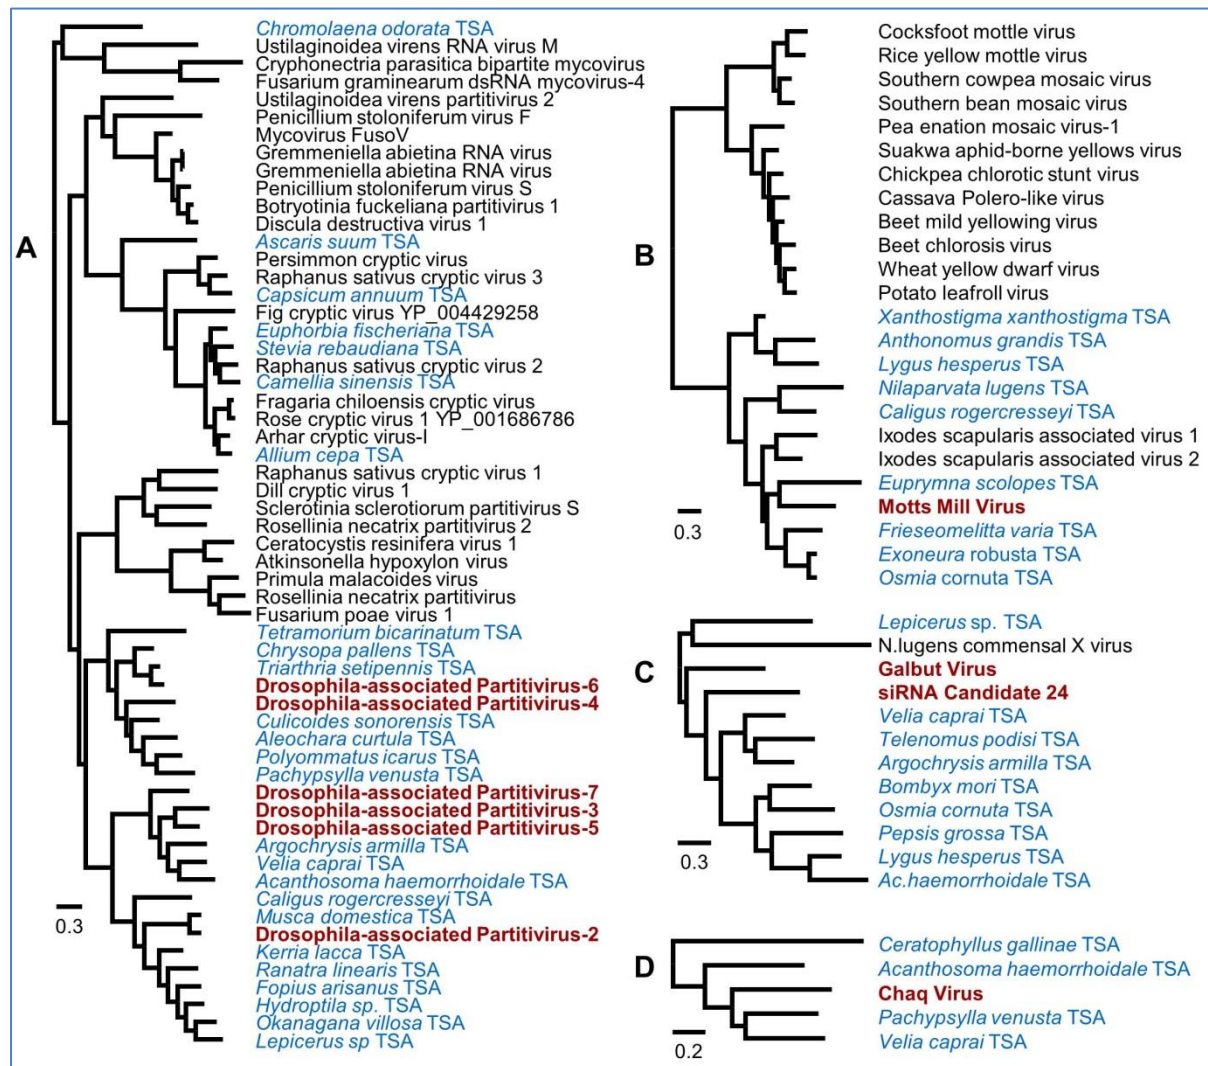 A
Chromolaena odorata TSA
Ustilaginoidea virens RNA virus M
Cryphonectria parasitica bipartite mycovirus
Fusarium graminearum dsRNA mycovirus-4
Ustilaginoidea virens partitivirus 2
Penicillium stoloniferum virus F
Mycovirus FusoV
Gremmeniella abietina RNA virus
Gremmeniella abietina RNA virus
Penicillium stoloniferum virus S
Botryotinia fuckeliana partitivirus 1
Discula destructiva virus 1
Ascaris suum TSA
Persimmon cryptic virus
Raphanus sativus cryptic virus 3
Capsicum annuum TSA
Fig cryptic virus YP_004429258
Euphorbia fischeriana TSA
Stevia rebaudiana TSA
Raphanus sativus cryptic virus 2
Camellia sinensis TSA
Fragaria chiloensis cryptic virus
Rose cryptic virus 1 YP_001686786
Arhar cryptic virus-I
Allium cepa TSA
Raphanus sativus cryptic virus 1
Dill cryptic virus 1
Sclerotinia sclerotiorum partitivirus S
Rosellinia necatrix partitivirus 2
Ceratocystis resinifera virus 1
Atkinsonella hypoxylon virus
Primula malacoides virus
Rosellinia necatrix partitivirus
Fusarium poae virus 1
Tetramorium bicarinatum TSA
Chrysopa pallens TSA
Triarthria setipennis TSA
Drosophila-associated Partitivirus-6
Drosophila-associated Partitivirus-4
Culicoides sonorensis TSA
Aleochara curtula TSA
Polyommatus icarus TSA
Pachypsylla venusta TSA
Drosophila-associated Partitivirus-7
Drosophila-associated Partitivirus-3
Drosophila-associated Partitivirus-5
Argochrysis armilla TSA
Velia caprai TSA
Acanthosoma haemorrhoidale TSA
Caligus rogercresseyi TSA
Musca domestica TSA
Drosophila-associated Partitivirus-2
Kerria lacca TSA
Ranatra linearis TSA
Fopius arisanus TSA
Hydroptila sp. TSA
Okanagana villosa TSA
Lepicerus sp TSA
0.3
B
Cocksfoot mottle virus
Rice yellow mottle virus
Southern cowpea mosaic virus
Southern bean mosaic virus
Pea enation mosaic virus-1
Suakwa aphid-borne yellows virus
Chickpea chlorotic stunt virus
Cassava Polero-like virus
Beet mild yellowing virus
Beet chlorosis virus
Wheat yellow dwarf virus
Potato leafroll virus
Xanthostigma xanthostigma TSA
Anthonomus grandis TSA
Lygus hesperus TSA
Nilaparvata lugens TSA
Caligus rogercresseyi TSA
Ixodes scapularis associated virus 1
Ixodes scapularis associated virus 2
Euprymna scolopes TSA
Motts Mill Virus
Frieseomelitta varia TSA
Exoneura robusta TSA
Osmia cornuta TSA
0.3
C
Lepicerus sp. TSA
N.lugens commensal X virus
Galbut Virus
siRNA Candidate 24
Velia caprai TSA
Telenomus podisi TSA
Argochrysis armilla TSA
Bombyx mori TSA
Osmia cornuta TSA
Pepsis grossa TSA
Lygus hesperus TSA
Ac.haemorrhoidale TSA
0.3
D
Ceratophyllus gallinae TSA
Acanthosoma haemorrhoidale TSA
Chaq Virus
Pachypsylla venusta TSA
Velia caprai TSA
0.2